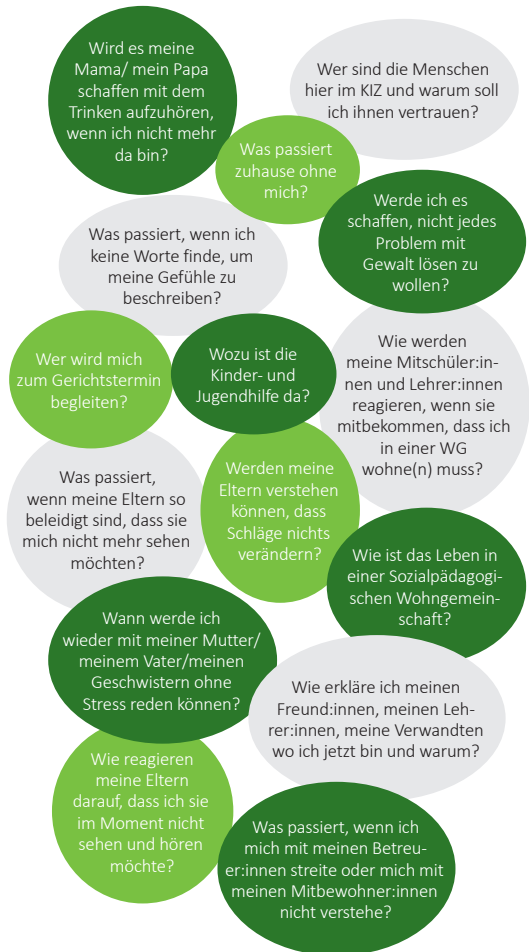 Wird es meine
Mama/ mein Papa
schaffen mit dem
Trinken aufzuhören,
wenn ich nicht mehr
da bin?
Wer sind die Menschen
hier im KIZ und warum soll
ich ihnen vertrauen?
Was passiert
zuhause ohne
mich?
Werde ich es
schaffen, nicht jedes
Problem mit
Gewalt lösen zu
wollen?
Was passiert, wenn ich
keine Worte finde, um
meine Gefühle zu
beschreiben?
Wer wird mich
zum Gerichtstermin
begleiten?
Wozu ist die
Kinder- und
Jugendhilfe da?
Wie werden
meine Mitschüler:in-
nen und Lehrer:innen
reagieren, wenn sie
mitbekommen, dass ich
in einer WG
wohne(n) muss?
Was passiert,
wenn meine Eltern so
beleidigt sind, dass sie
mich nicht mehr sehen
möchten?
Werden meine
Eltern verstehen
können, dass
Schläge nichts
verändern?
Wie ist das Leben in
einer Sozialpädagogi-
schen Wohngemein-
schaft?
Wann werde ich
wieder mit meiner Mutter/
meinem Vater/meinen
Geschwistern ohne
Stress reden können?
Wie erkläre ich meinen
Freund:innen, meinen Leh-
rer:innen, meine Verwandten
wo ich jetzt bin und warum?
Wie reagieren
meine Eltern
darauf, dass ich sie
im Moment nicht
sehen und hören
möchte?
Was passiert, wenn ich
mich mit meinen Betreu-
er:innen streite oder mich mit
meinen Mitbewohner:innen
nicht verstehe?